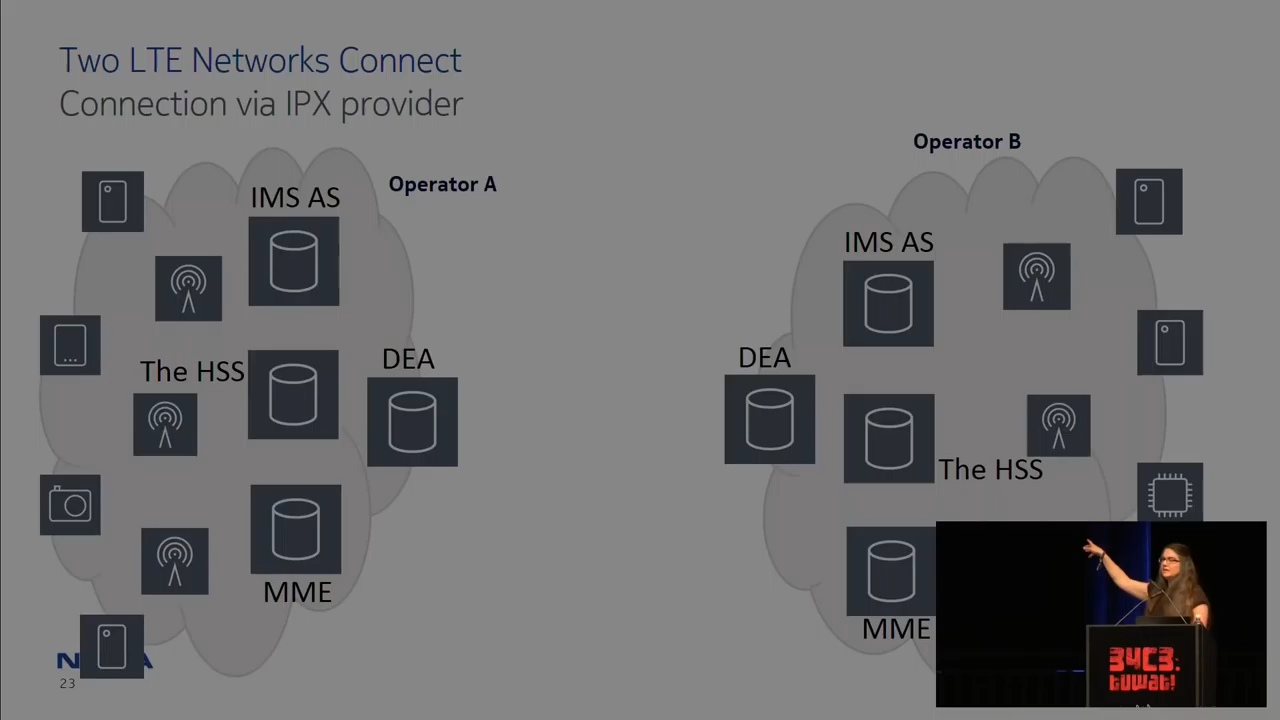 Two LTE Networks Connect
Connection via IPX provider
Operator B
Operator A
IMS AS
IMS AS
The HSS
DEA
DEA
The HSS
MME
MME
23
34C3:
tuwat!